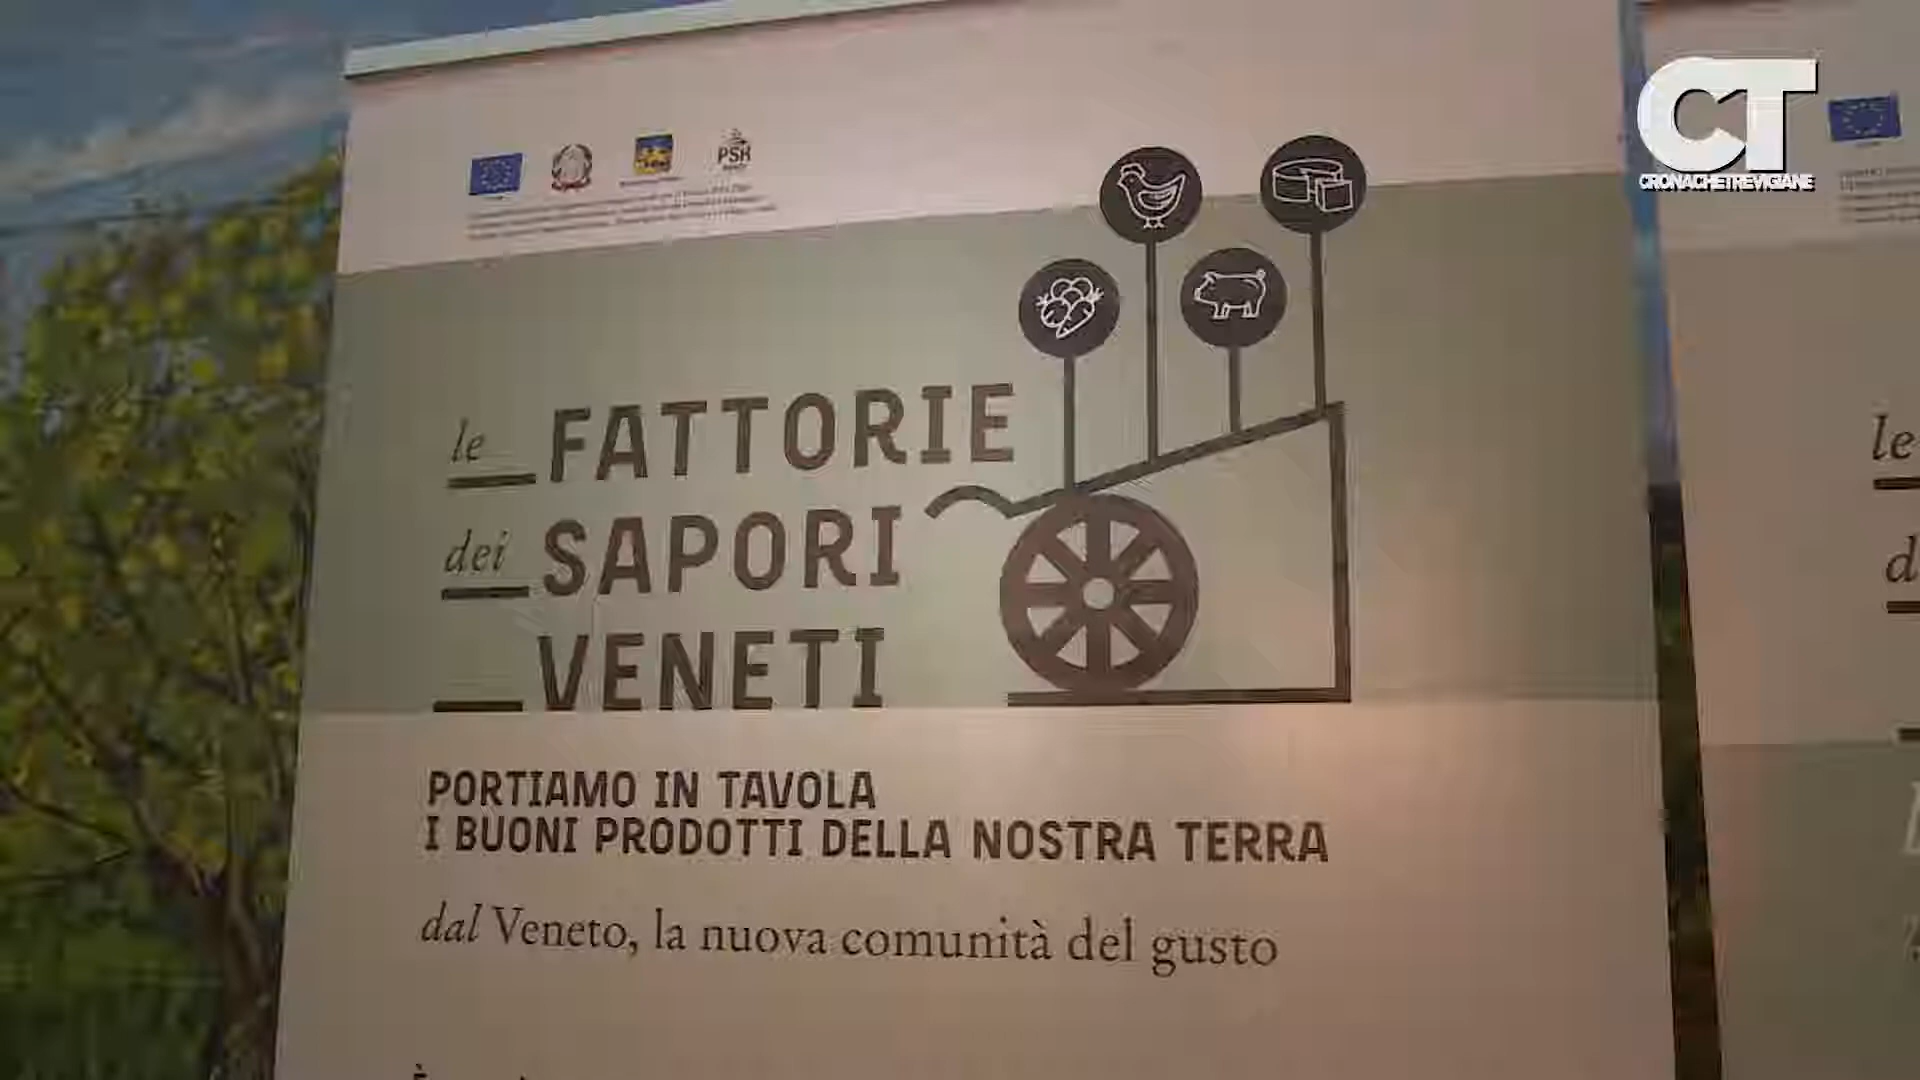 CT
CRONACHETREVIGIANE
PSR
le FATTORIE
dei SAPORI
VENETI
PORTIAMO IN TAVOLA
I BUONI PRODOTTI DELLA NOSTRA TERRA
dal Veneto, la nuova comunità del gusto
le